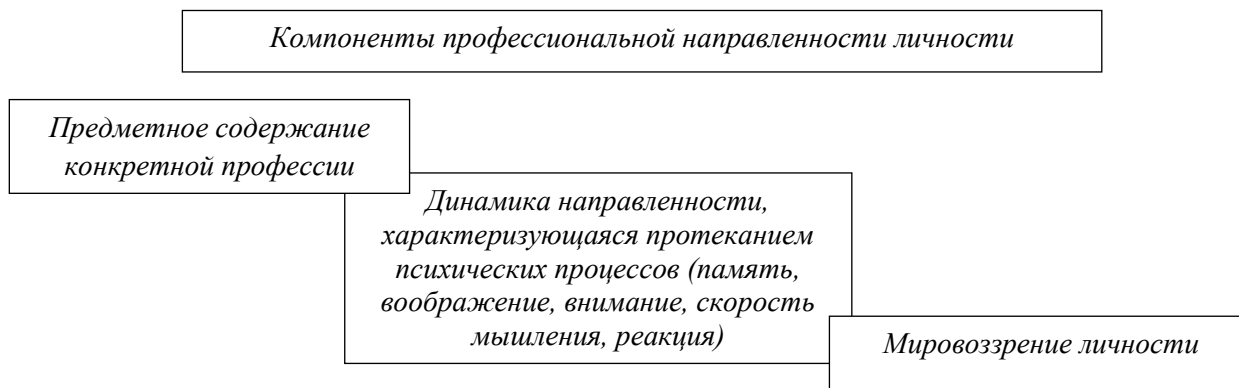 Компоненты профессиональной направленности личности
Предметное содержание
конкретной профессии
Динамика направленности,
характеризующаяся протеканием
психических процессов (память,
воображение, внимание, скорость
мышления, реакция)
Мировоззрение личности